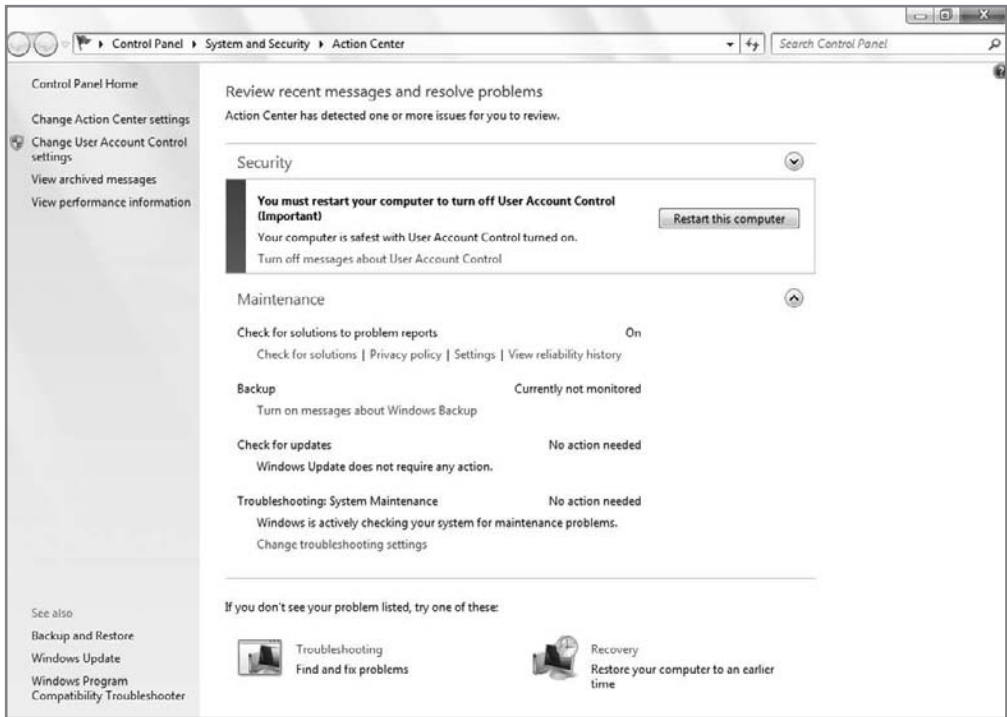 Control Panel ▸ System and Security ▸ Action Center
Search Control Panel
Control Panel Home
Change Action Center settings
Change User Account Control
settings
View archived messages
View performance information
See also
Backup and Restore
Windows Update
Windows Program
Compatibility Troubleshooter
Review recent messages and resolve problems
Action Center has detected one or more issues for you to review.
Security
You must restart your computer to turn off User Account Control
(Important)
Restart this computer
Your computer is safest with User Account Control turned on.
Turn off messages about User Account Control
Maintenance
Check for solutions to problem reports On
Check for solutions | Privacy policy | Settings | View reliability history
Backup Currently not monitored
Turn on messages about Windows Backup
Check for updates No action needed
Windows Update does not require any action.
Troubleshooting: System Maintenance No action needed
Windows is actively checking your system for maintenance problems.
Change troubleshooting settings
If you don't see your problem listed, try one of these:
Troubleshooting
Find and fix problems
Recovery
Restore your computer to an earlier
time